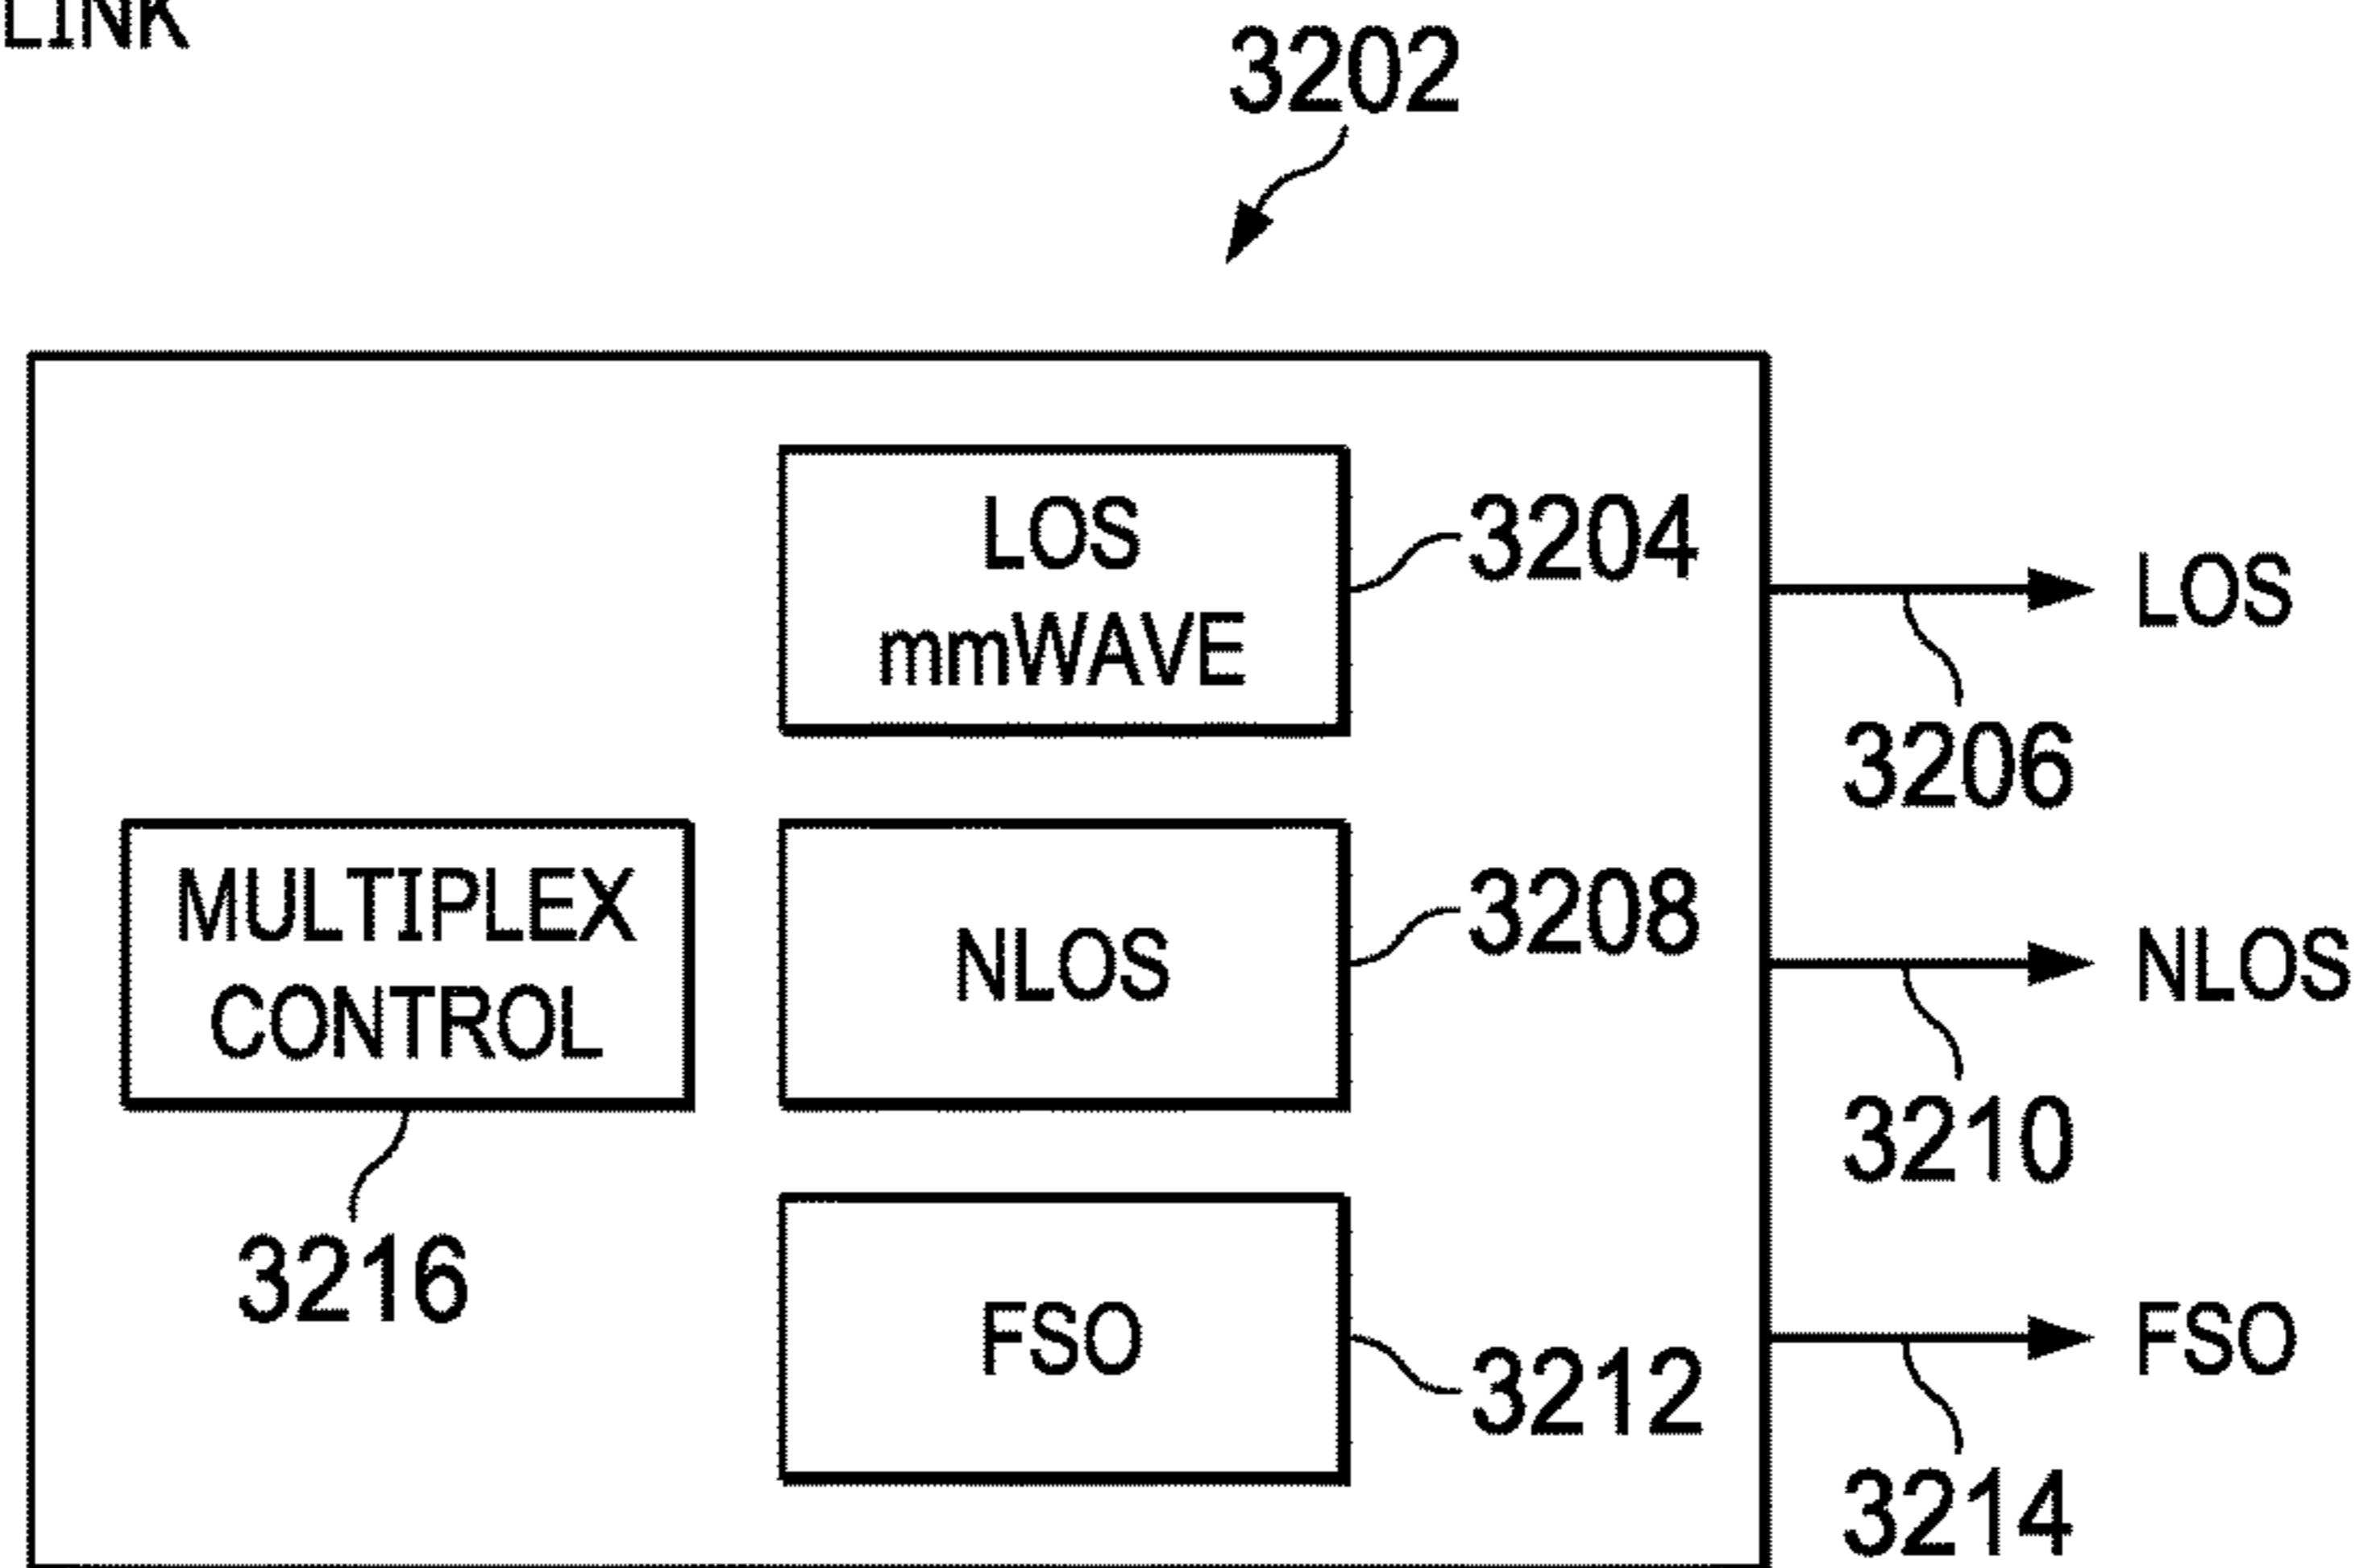 LINK
3202
LOS
mmWAVE
3204
LOS
3206
MULTIPLEX
CONTROL
NLOS
3208
NLOS
3210
3216
FSO
3212
FSO
3214